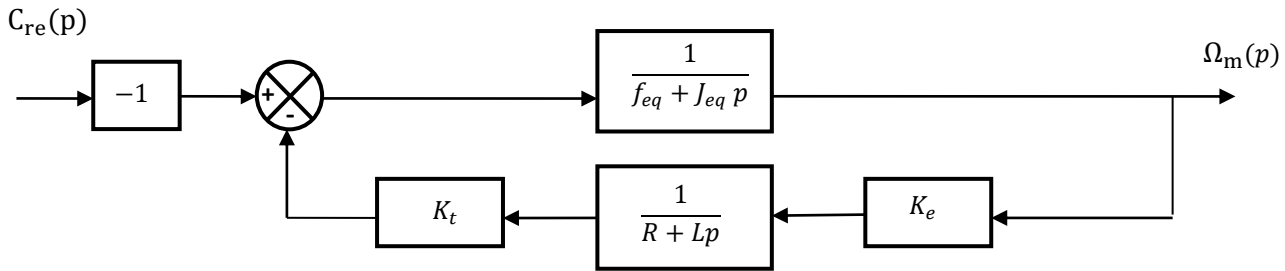 C_re(p)
Ω_m(p)
−1
+
-
1
f_eq + J_eq p
K_t
1
R + Lp
K_e